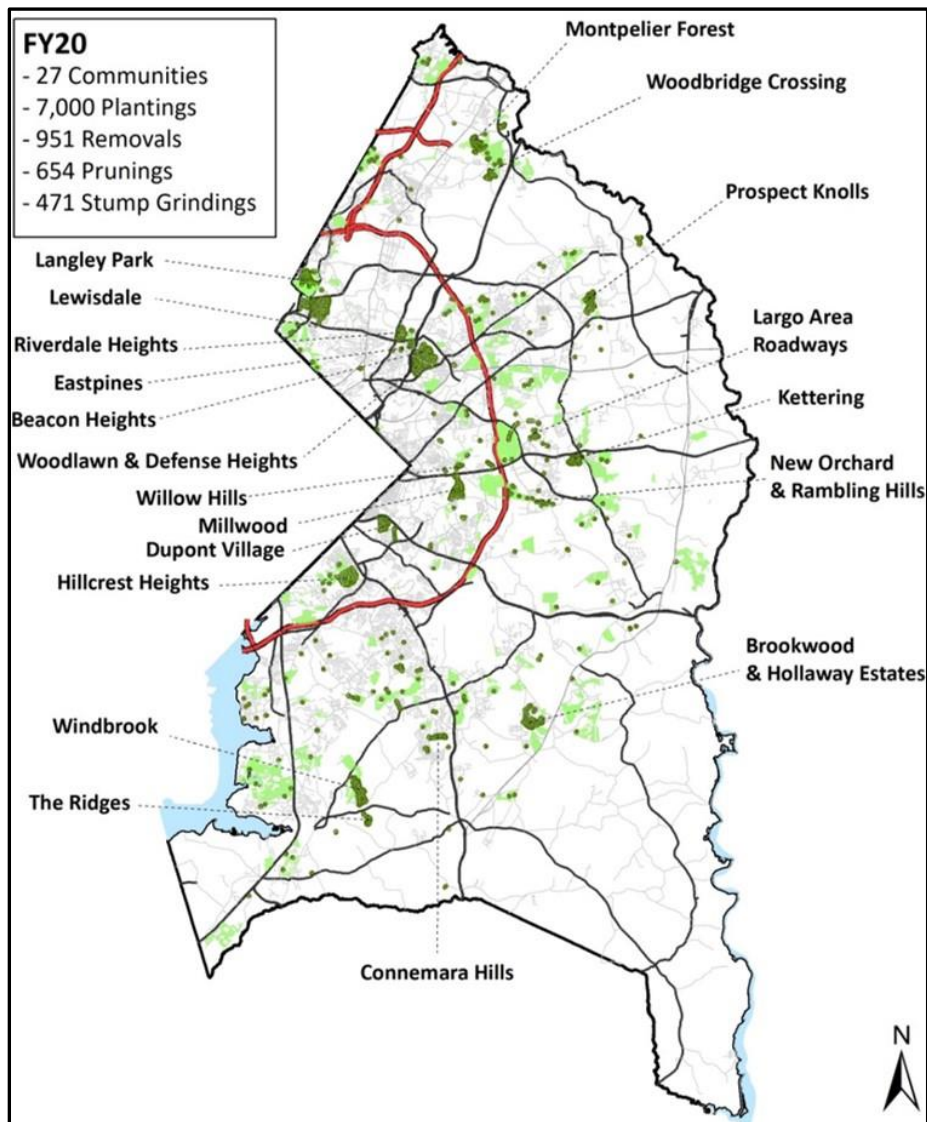 FY20
- 27 Communities
- 7,000 Plantings
- 951 Removals
- 654 Prunings
- 471 Stump Grindings
Montpelier Forest
Woodbridge Crossing
Prospect Knolls
Langley Park
Lewisdale
Riverdale Heights
Eastpines
Beacon Heights
Woodlawn & Defense Heights
Willow Hills
Millwood
Dupont Village
Hillcrest Heights
Largo Area
Roadways
Kettering
New Orchard
& Rambling Hills
Brookwood
& Hollaway Estates
Windbrook
The Ridges
Connemara Hills
N